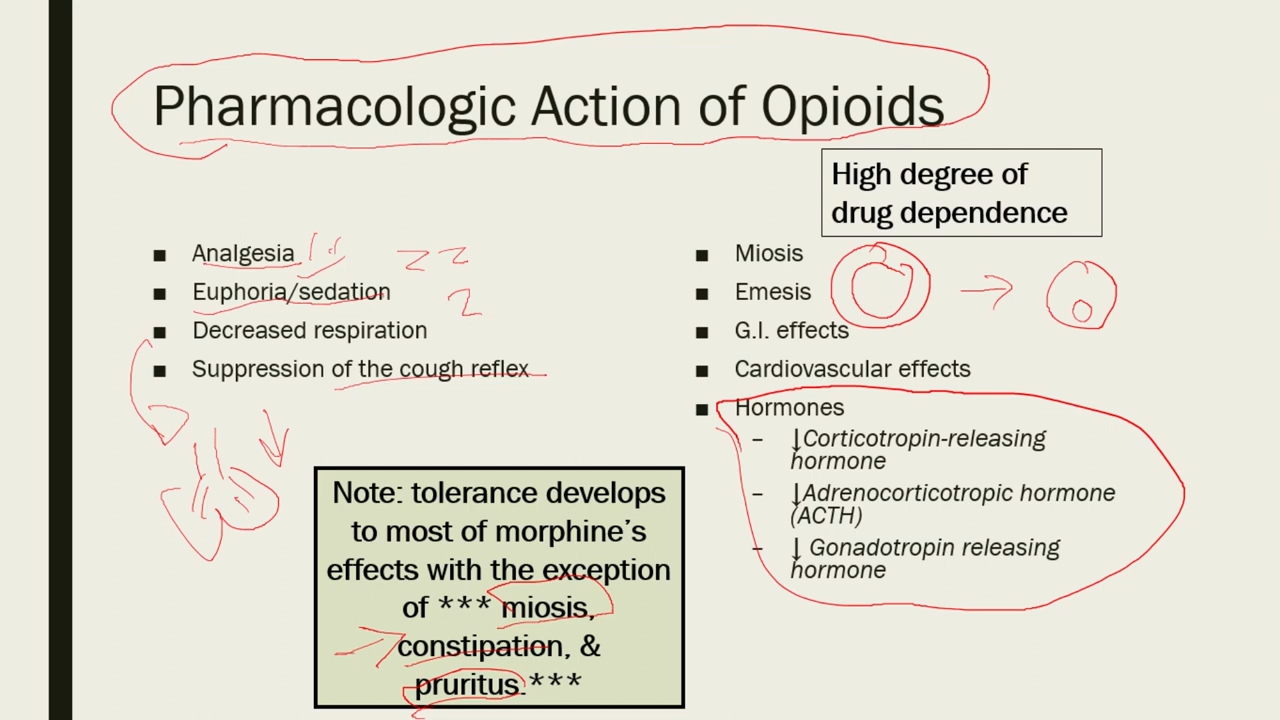 Pharmacologic Action of Opioids
High degree of
drug dependence
■ Analgesia
■ Euphoria/sedation
■ Decreased respiration
■ Suppression of the cough reflex
Note: tolerance develops
to most of morphine's
effects with the exception
of *** miosis,
constipation, &
pruritus.***
■ Miosis
■ Emesis
■ G.I. effects
■ Cardiovascular effects
■ Hormones
– ↓Corticotropin-releasing
hormone
– ↓Adrenocorticotropic hormone
(ACTH)
– ↓ Gonadotropin releasing
hormone